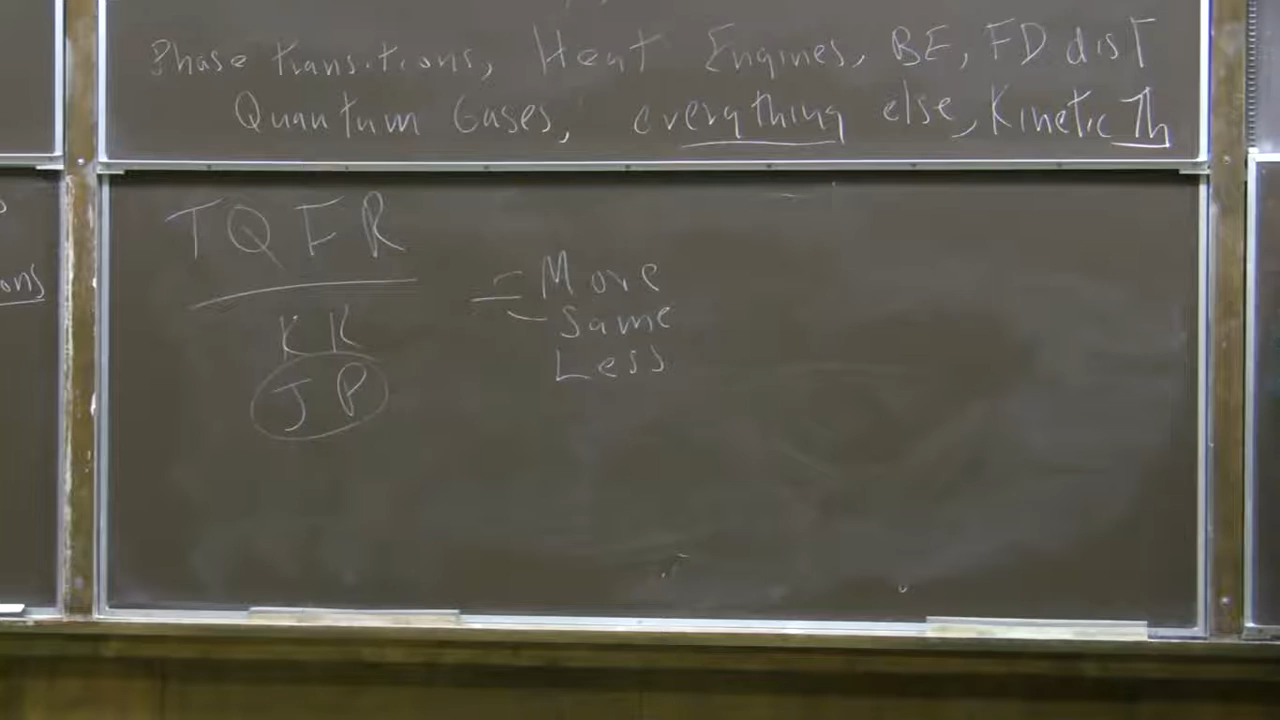 Phase transitions, Heat Engines, BE, FD dist
Quantum Gases, everything else, Kinetic Th
ons
TQFR
KK
JP
= More
Same
Less